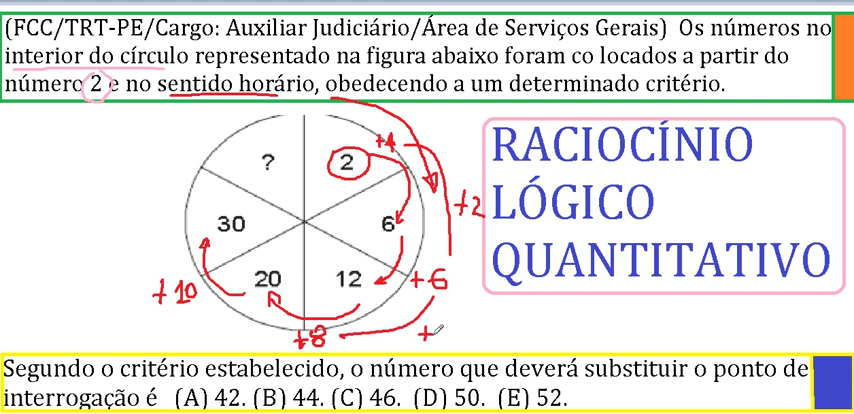 (FCC/TRT-PE/Cargo: Auxiliar Judiciário/Área de Serviços Gerais) Os números no
interior do círculo representado na figura abaixo foram co locados a partir do
número 2 e no sentido horário, obedecendo a um determinado critério.
? 2 +4
30 6 +2
20 12 +6
+10
+8 +
RACIOCÍNIO
LÓGICO
QUANTITATIVO
Segundo o critério estabelecido, o número que deverá substituir o ponto de
interrogação é (A) 42. (B) 44. (C) 46. (D) 50. (E) 52.